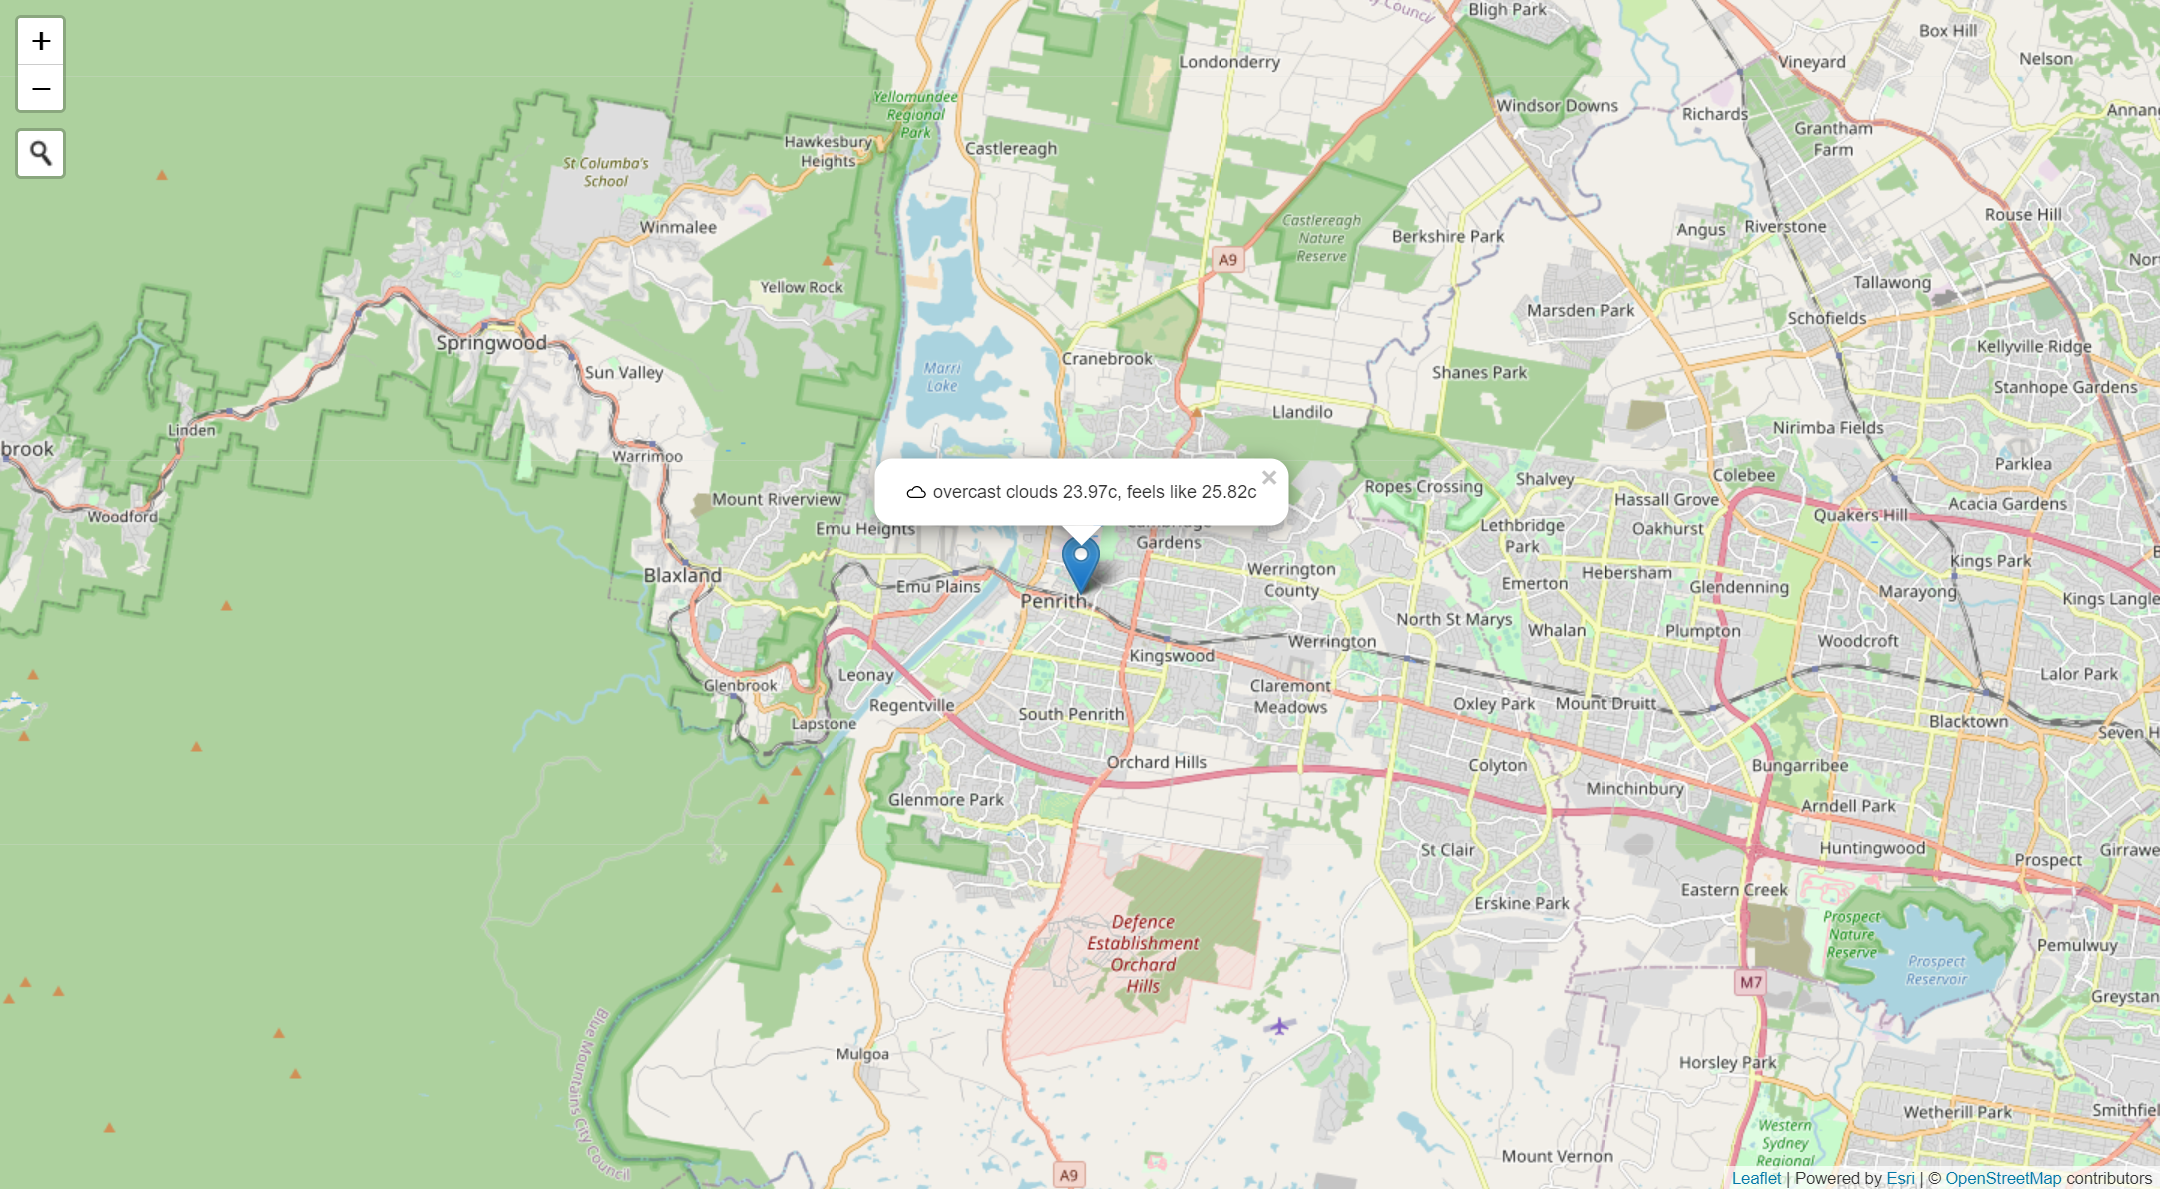 +
−
Bligh Park
Box Hill
Nelson
Londonderry
Vineyard
Yellomundee
Regional
Park
Windsor Downs
Richards
Grantham
Farm
Hawkesbury
Heights
Castlereagh
St Columba's
School
Winmalee
Castlereagh
Nature
Reserve
Berkshire Park
Angus
Riverstone
Rouse Hill
A9
Yellow Rock
Tallawong
Marsden Park
Schofields
Springwood
Cranebrook
Kellyville Ridge
Marri
Lake
Sun Valley
Shanes Park
Stanhope Gardens
Llandilo
Linden
Nirimba Fields
brook
Warrimoo
Parklea
Colebee
Shalvey
Ropes Crossing
Hassall Grove
Acacia Gardens
Mount Riverview
× 
overcast clouds 23.97c, feels like 25.82c
Woodford
Quakers Hill
Emu Heights
Lethbridge
Park
Oakhurst
Gardens
Kings Park
Blaxland
Werrington
County
Hebersham
Emerton
Glendenning
Emu Plains
Marayong
Kings Langle
Penrith
North St Marys
Whalan
Plumpton
Werrington
Woodcroft
Kingswood
Leonay
Lalor Park
Glenbrook
Claremont
Meadows
Regentville
South Penrith
Oxley Park
Mount Druitt
Lapstone
Blacktown
Seven H
Orchard Hills
Colyton
Bungarribee
Minchinbury
Glenmore Park
Arndell Park
St Clair
Huntingwood
Prospect
Girrawe
Eastern Creek
Erskine Park
Defence
Establishment
Orchard
Hills
Prospect
Nature
Reserve
Pemulwuy
Prospect
Reservoir
M7
Greystan
Blue Mountains City Council
Mulgoa
Horsley Park
Wetherill Park
Smithfie
Western
Sydney
Regional
Mount Vernon
A9
Leaflet | Powered by Esri | © OpenStreetMap contributors